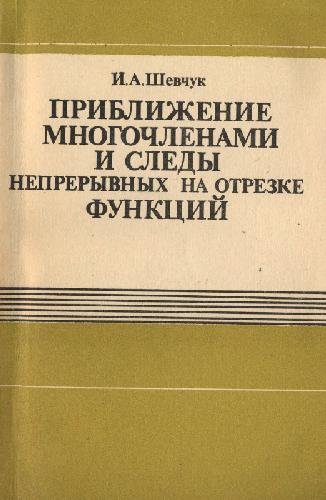 И.А.Шевчук
ПРИБЛИЖЕНИЕ
МНОГОЧЛЕНАМИ
И СЛЕДЫ
НЕПРЕРЫВНЫХ НА ОТРЕЗКЕ
ФУНКЦИЙ